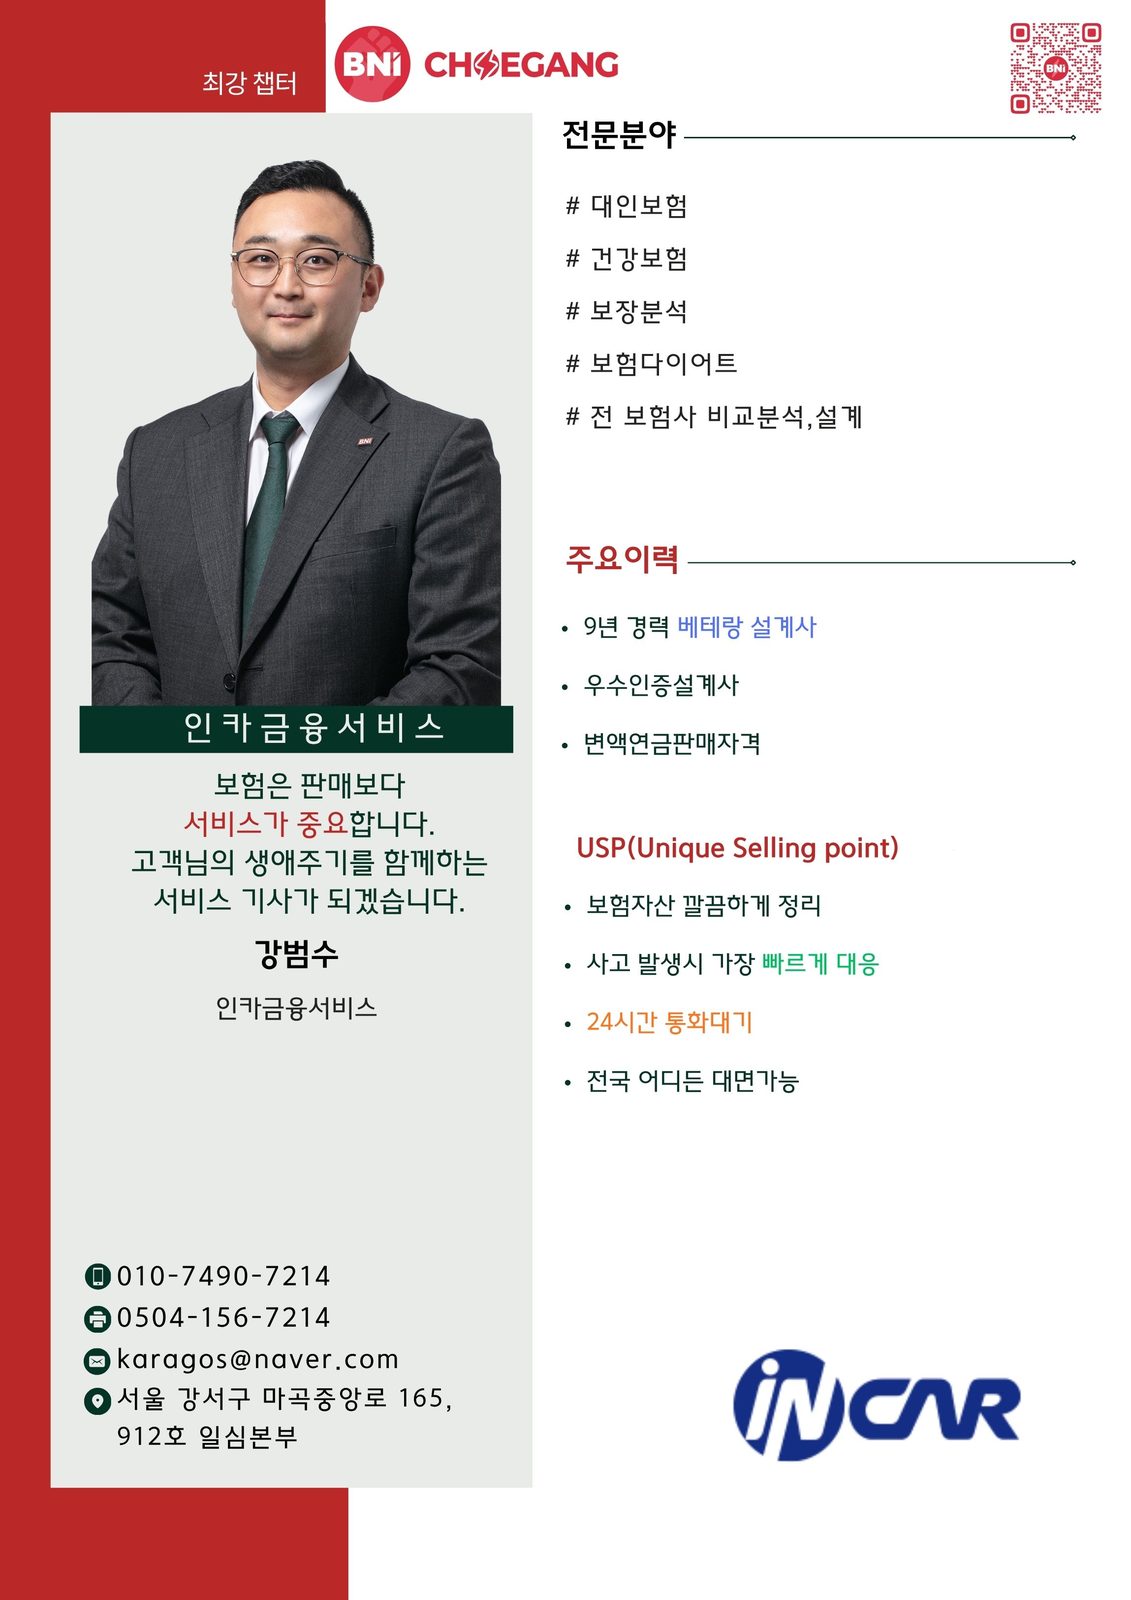 최강 챕터
BNI CHOEGANG
BNI
전문분야
# 대인보험
# 건강보험
# 보장분석
# 보험다이어트
# 전 보험사 비교분석,설계
주요이력
• 9년 경력 베테랑 설계사
• 우수인증설계사
• 변액연금판매자격
USP(Unique Selling point)
• 보험자산 깔끔하게 정리
• 사고 발생시 가장 빠르게 대응
• 24시간 통화대기
• 전국 어디든 대면가능
BNI
인카금융서비스
보험은 판매보다
서비스가 중요합니다.
고객님의 생애주기를 함께하는
서비스 기사가 되겠습니다.
강범수
인카금융서비스
010-7490-7214
0504-156-7214
karagos@naver.com
서울 강서구 마곡중앙로 165,
912호 일심본부
INCAR